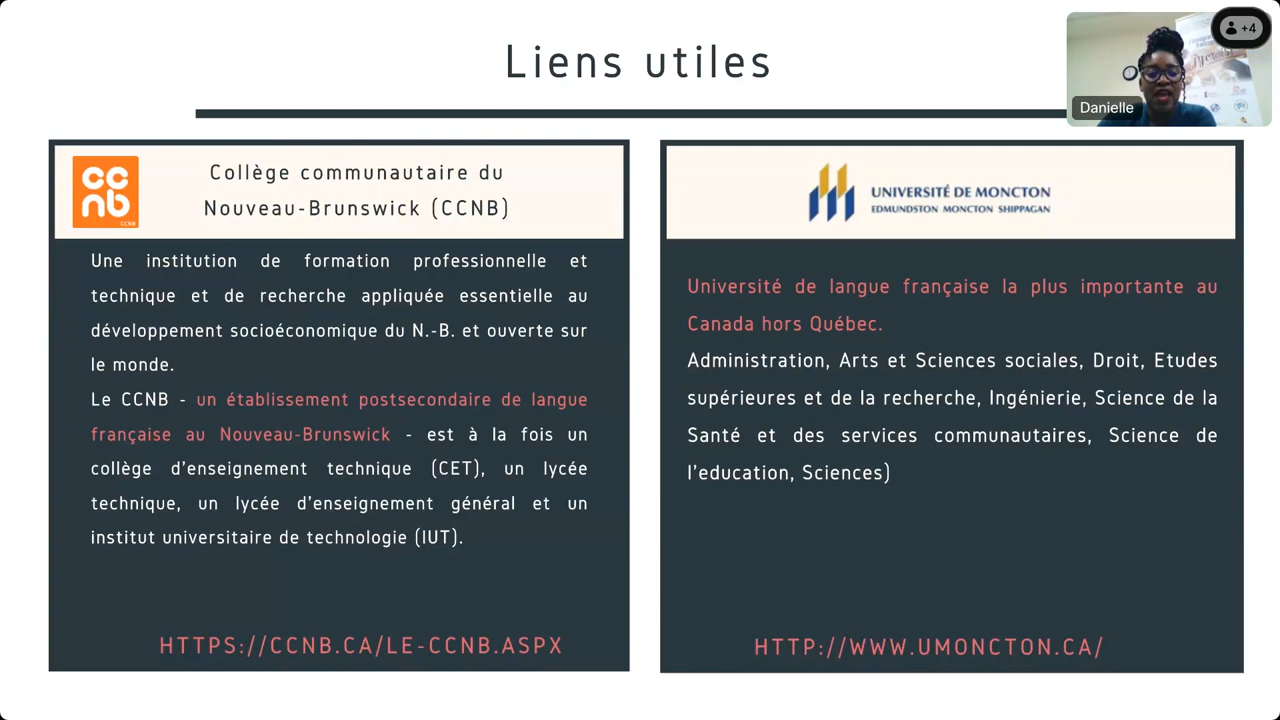 Liens utiles
+4
Danielle
ccnb
CCNB
Collège communautaire du
Nouveau-Brunswick (CCNB)
Une institution de formation professionnelle et
technique et de recherche appliquée essentielle au
développement socioéconomique du N.-B. et ouverte sur
le monde.
Le CCNB - un établissement postsecondaire de langue
française au Nouveau-Brunswick - est à la fois un
collège d'enseignement technique (CET), un lycée
technique, un lycée d'enseignement général et un
institut universitaire de technologie (IUT).
HTTPS://CCNB.CA/LE-CCNB.ASPX
UNIVERSITÉ DE MONCTON
EDMUNDSTON MONCTON SHIPPAGAN
Université de langue française la plus importante au
Canada hors Québec.
Administration, Arts et Sciences sociales, Droit, Etudes
supérieures et de la recherche, Ingénierie, Science de la
Santé et des services communautaires, Science de
l'education, Sciences)
HTTP://WWW.UMONCTON.CA/